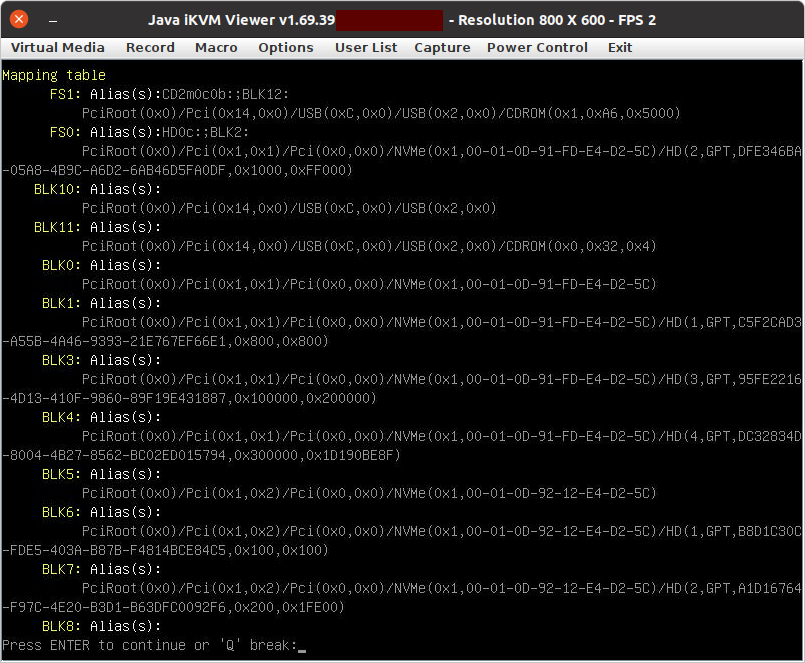 Java iKVM Viewer v1.69.39 - Resolution 800 X 600 - FPS 2
Virtual Media Record Macro Options User List Capture Power Control Exit
Mapping table
FS1: Alias(s):CD2m0c0b:;BLK12:
PciRoot(0x0)/Pci(0x14,0x0)/USB(0xC,0x0)/USB(0x2,0x0)/CDROM(0x1,0xA6,0x5000)
FS0: Alias(s):HD0c:;BLK2:
PciRoot(0x0)/Pci(0x1,0x1)/Pci(0x0,0x0)/NVMe(0x1,00-01-0D-91-FD-E4-D2-5C)/HD(2,GPT,DFE346BA
-05A8-4B9C-A6D2-6AB46D5FA0DF,0x1000,0xFF000)
BLK10: Alias(s):
PciRoot(0x0)/Pci(0x14,0x0)/USB(0xC,0x0)/USB(0x2,0x0)
BLK11: Alias(s):
PciRoot(0x0)/Pci(0x14,0x0)/USB(0xC,0x0)/USB(0x2,0x0)/CDROM(0x0,0x32,0x4)
BLK0: Alias(s):
PciRoot(0x0)/Pci(0x1,0x1)/Pci(0x0,0x0)/NVMe(0x1,00-01-0D-91-FD-E4-D2-5C)
BLK1: Alias(s):
PciRoot(0x0)/Pci(0x1,0x1)/Pci(0x0,0x0)/NVMe(0x1,00-01-0D-91-FD-E4-D2-5C)/HD(1,GPT,C5F2CAD3
-A55B-4A46-9393-21E767EF66E1,0x800,0x800)
BLK3: Alias(s):
PciRoot(0x0)/Pci(0x1,0x1)/Pci(0x0,0x0)/NVMe(0x1,00-01-0D-91-FD-E4-D2-5C)/HD(3,GPT,95FE2216
-4D13-410F-9860-89F19E431887,0x100000,0x200000)
BLK4: Alias(s):
PciRoot(0x0)/Pci(0x1,0x1)/Pci(0x0,0x0)/NVMe(0x1,00-01-0D-91-FD-E4-D2-5C)/HD(4,GPT,DC32834D
-8004-4B27-8562-BC02ED015794,0x300000,0x1D190BE8F)
BLK5: Alias(s):
PciRoot(0x0)/Pci(0x1,0x2)/Pci(0x0,0x0)/NVMe(0x1,00-01-0D-92-12-E4-D2-5C)
BLK6: Alias(s):
PciRoot(0x0)/Pci(0x1,0x2)/Pci(0x0,0x0)/NVMe(0x1,00-01-0D-92-12-E4-D2-5C)/HD(1,GPT,B8D1C30C
-FDE5-403A-B87B-F4814BCE84C5,0x100,0x100)
BLK7: Alias(s):
PciRoot(0x0)/Pci(0x1,0x2)/Pci(0x0,0x0)/NVMe(0x1,00-01-0D-92-12-E4-D2-5C)/HD(2,GPT,A1D16764
-F97C-4E20-B3D1-B63DFC0092F6,0x200,0x1FE00)
BLK8: Alias(s):
Press ENTER to continue or 'Q' break:_